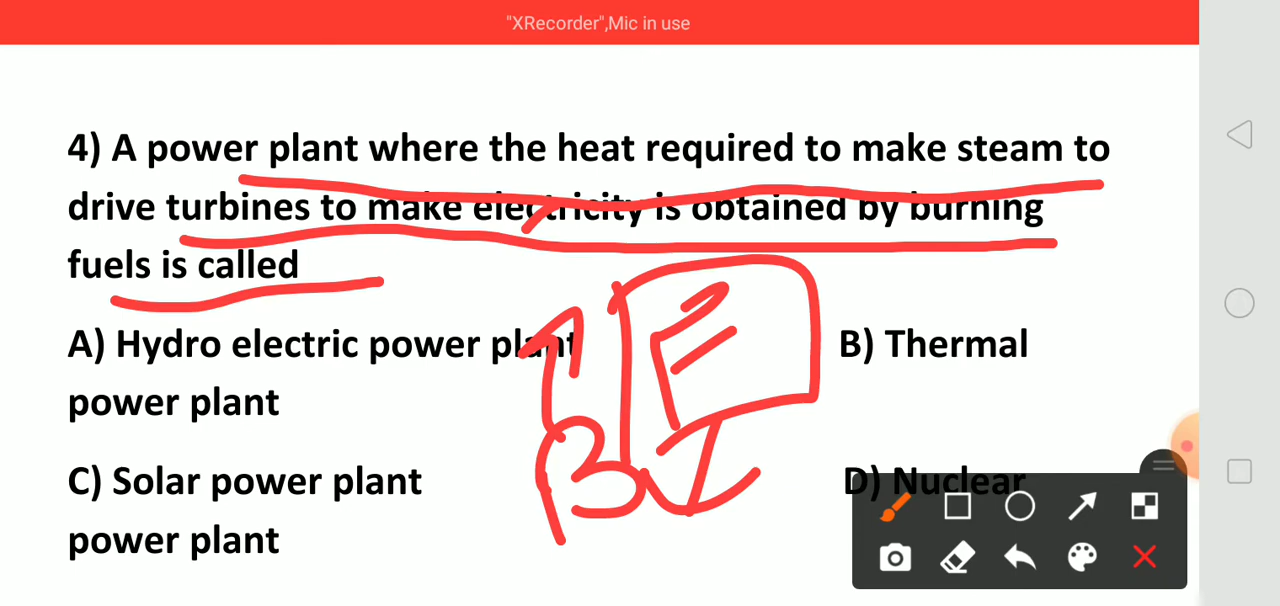 "XRecorder",Mic in use
4) A power plant where the heat required to make steam to
drive turbines to make electricity is obtained by burning
fuels is called
A) Hydro electric power plant B) Thermal
power plant
C) Solar power plant D) Nuclear
power plant